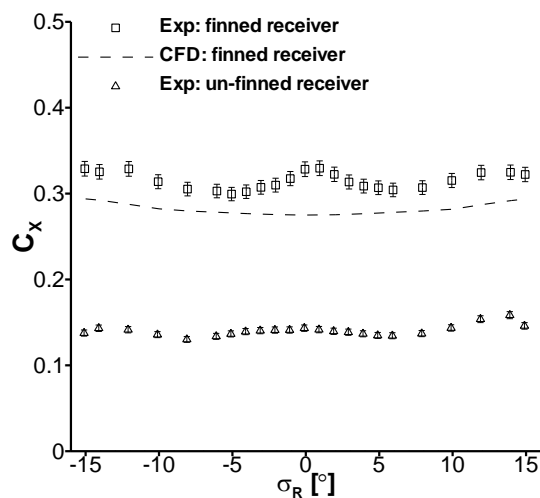 Exp: finned receiver
CFD: finned receiver
Exp: un-finned receiver
0.5
0.4
0.3
0.2
0.1
0
C_X
-15 -10 -5 0 5 10 15
σ_R [°]